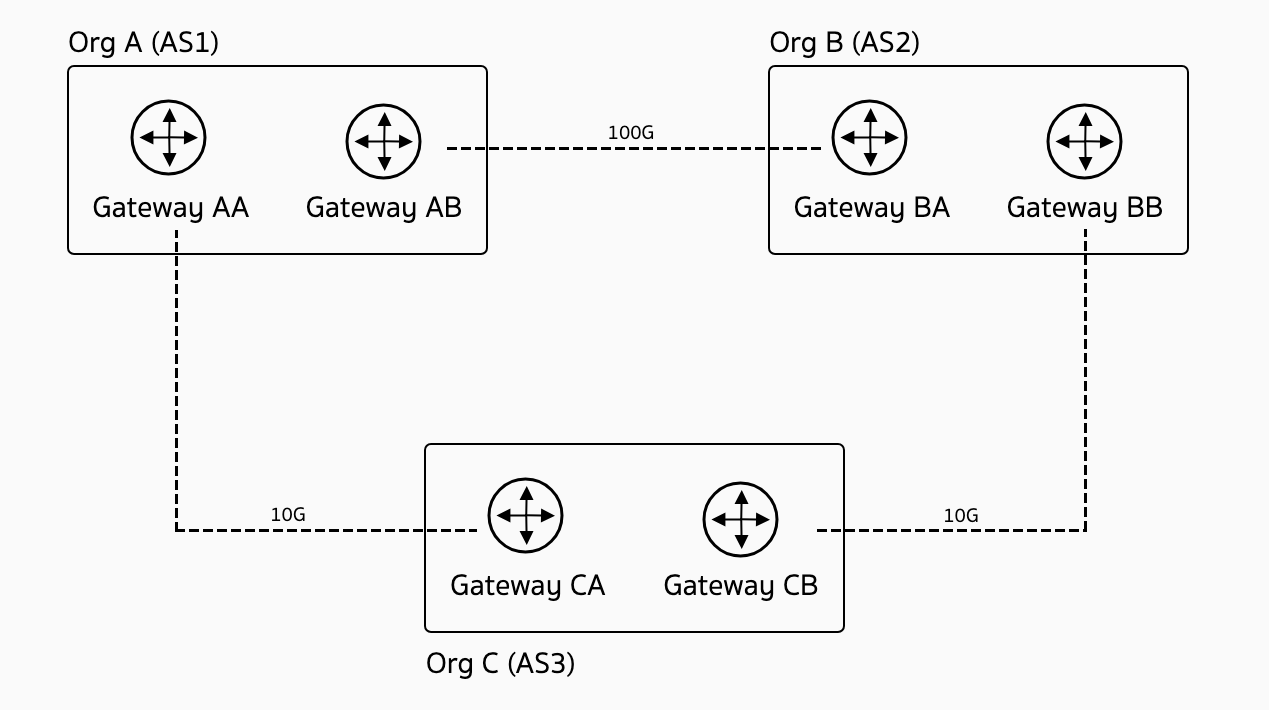 Org A (AS1)
Org B (AS2)
100G
Gateway AA
Gateway AB
Gateway BA
Gateway BB
10G
10G
Gateway CA
Gateway CB
Org C (AS3)